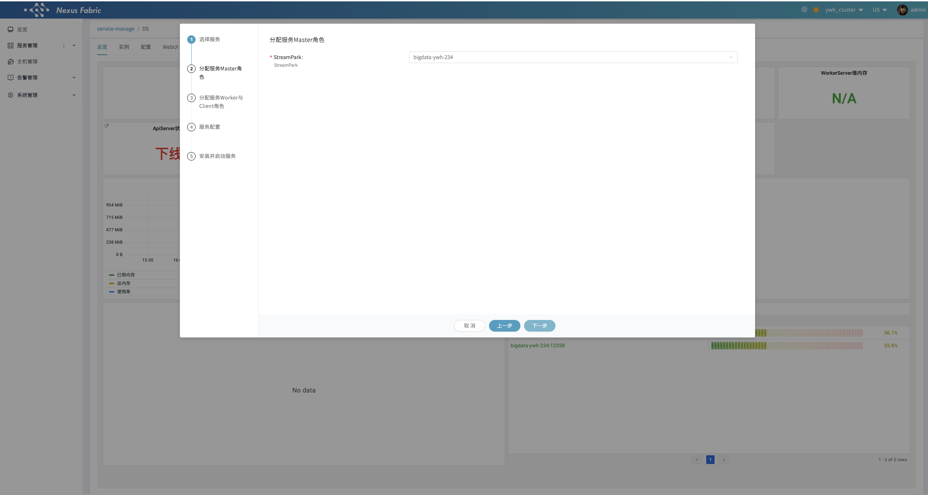 Nexus Fabric
ywk_cluster
US
admin
总览
服务管理
主机管理
告警管理
系统管理
service-manage / DS
总览 实例 配置 WebUI
1 选择服务
2 分配服务Master角
色
3 分配服务Worker与
Client角色
4 服务配置
5 安装并启动服务
分配服务Master角色
* StreamPark:
StreamPark
bigdata-ywh-234
取 消
上一步
下一步
WorkerServer堆内存
N/A
ApiServer状
下线
954 MiB
715 MiB
477 MiB
238 MiB
0 B
15:00
16:
已用内存
总内存
使用率
No data
bigdata-ywh-234:12358
1
1 - 2 of 2 rows